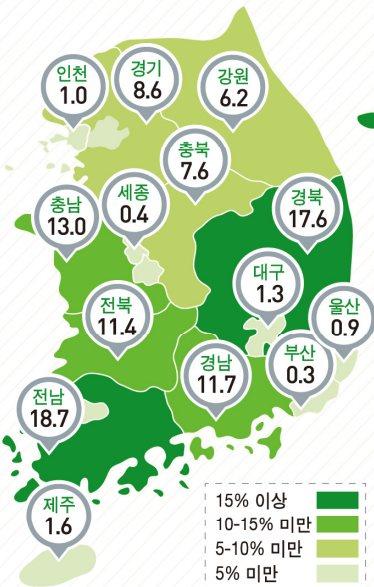 인천
1.0
경기
8.6
강원
6.2
충북
7.6
충남
13.0
세종
0.4
경북
17.6
대구
1.3
울산
0.9
전북
11.4
경남
11.7
부산
0.3
전남
18.7
제주
1.6
15% 이상
10-15% 미만
5-10% 미만
5% 미만